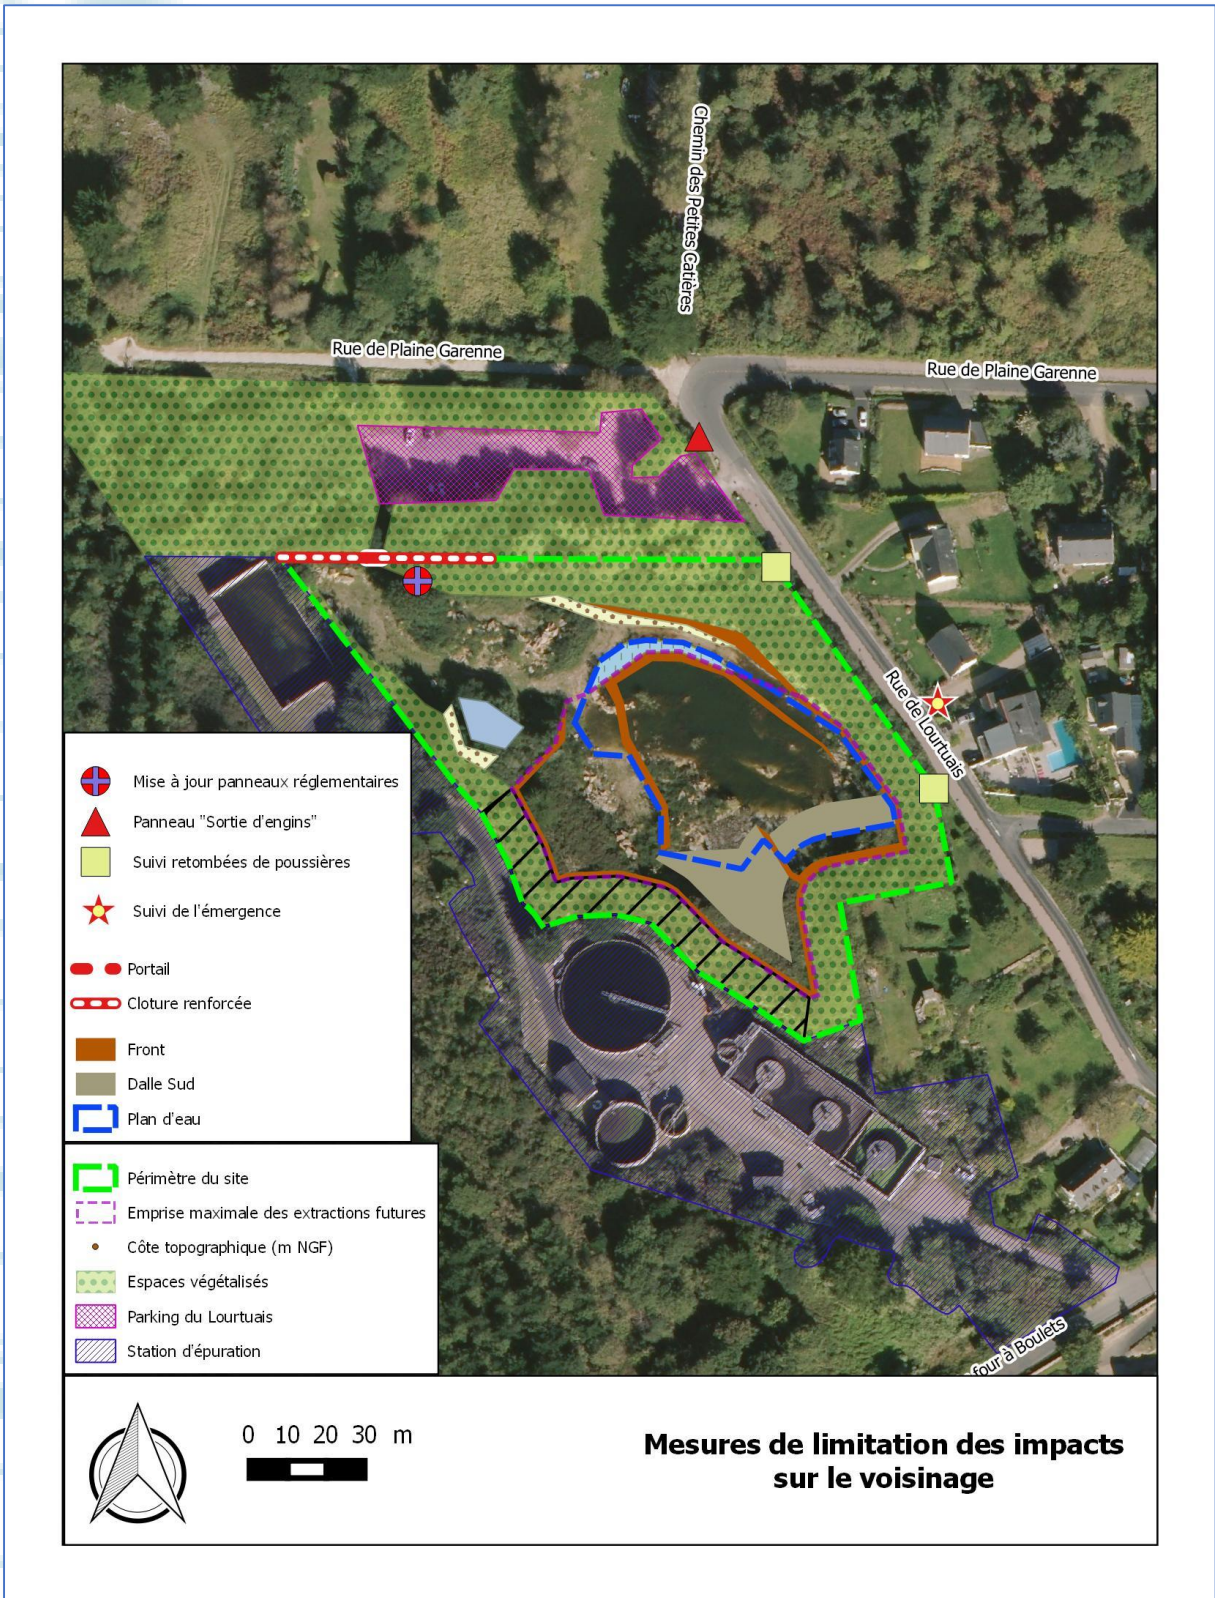 Chemin des Petites Catières
Rue de Plaine Garenne
Rue de Plaine Garenne
Rue de Lourtuais
Mise à jour panneaux réglementaires
Panneau "Sortie d'engins"
Suivi retombées de poussières
Suivi de l'émergence
Portail
Cloture renforcée
Front
Dalle Sud
Plan d'eau
Périmètre du site
Emprise maximale des extractions futures
Côte topographique (m NGF)
Espaces végétalisés
Parking du Lourtuais
Station d'épuration
four à Boulets
0 10 20 30 m
Mesures de limitation des impacts
sur le voisinage